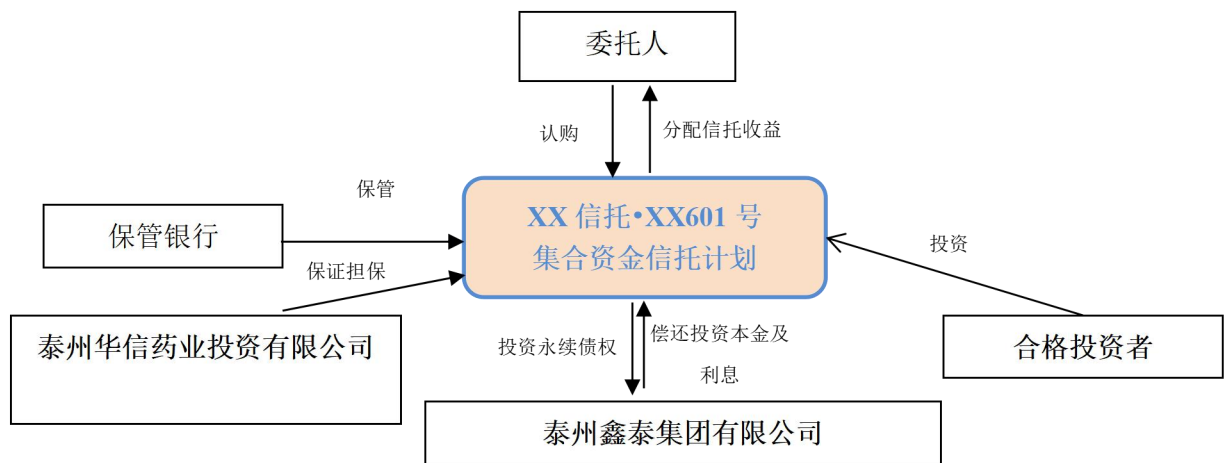 委托人
认购
分配信托收益
保管
XX 信托•XX601 号
集合资金信托计划
保管银行
投资
保证担保
泰州华信药业投资有限公司
投资永续债权
偿还投资本金及
利息
合格投资者
泰州鑫泰集团有限公司